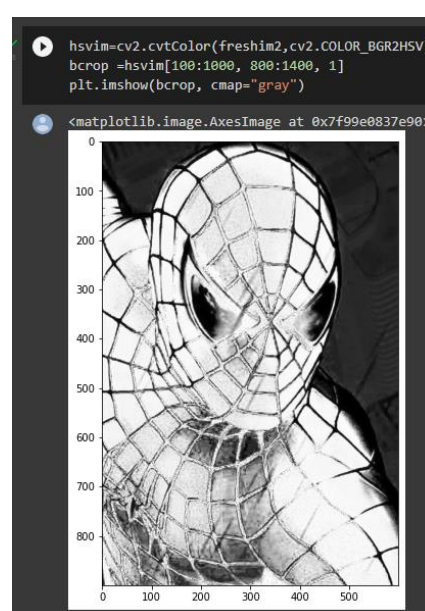 hsvim=cv2.cvtColor(freshim2,cv2.COLOR_BGR2HSV
bcrop =hsvim[100:1000, 800:1400, 1]
plt.imshow(bcrop, cmap="gray")
<matplotlib.image.AxesImage at 0x7f99e0837e90>
0
100
200
300
400
500
600
700
800
0 100 200 300 400 500